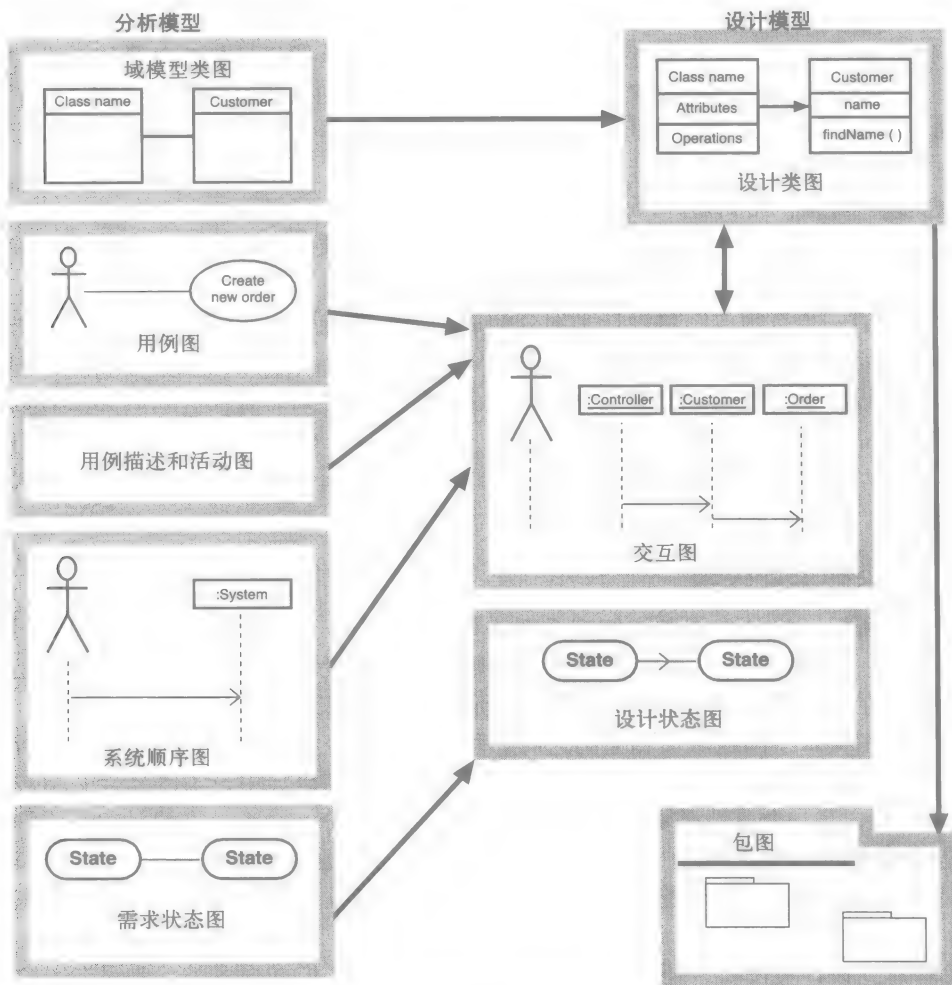 分析模型
设计模型
域模型类图
Class name
Customer
Class name
Attributes
Operations
Customer
name
findName ( )
设计类图
Create
new order
用例图
用例描述和活动图
:Controller
:Customer
:Order
交互图
:System
系统顺序图
State
State
设计状态图
State
State
需求状态图
包图